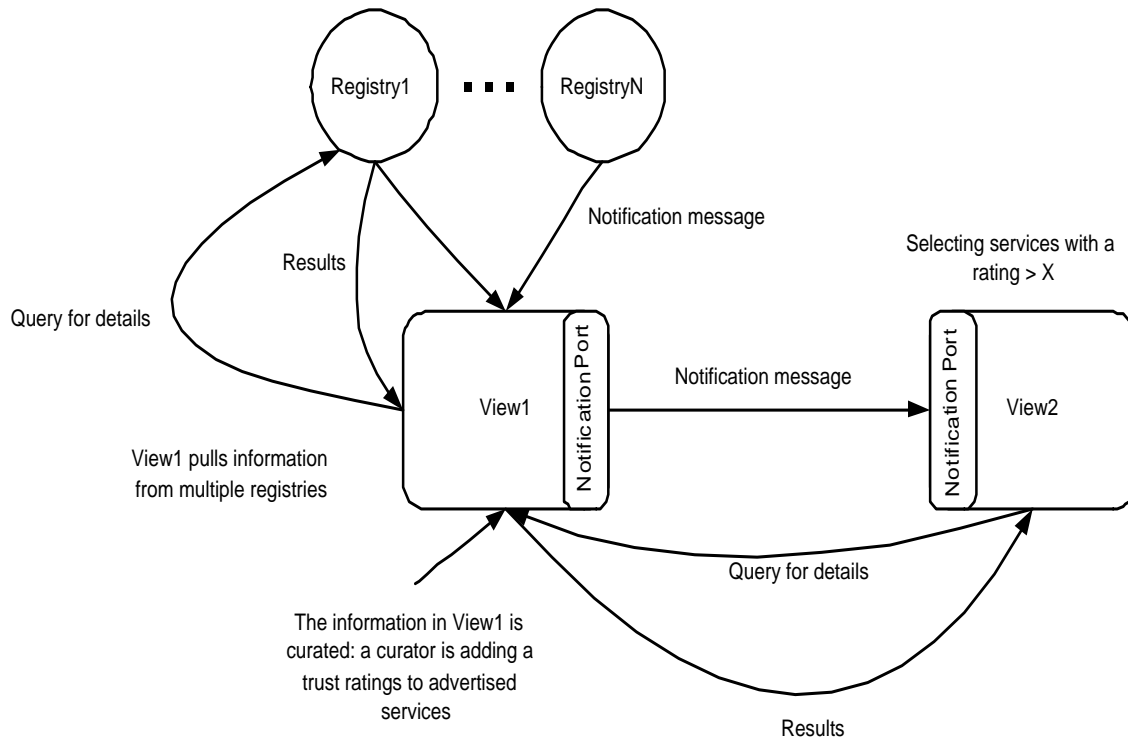 Registry1
RegistryN
Notification message
Selecting services with a
rating > X
Results
Query for details
Notification Port
View1
Notification message
Notification Port
View2
View1 pulls information
from multiple registries
Query for details
The information in View1 is
curated: a curator is adding a
trust ratings to advertised
services
Results